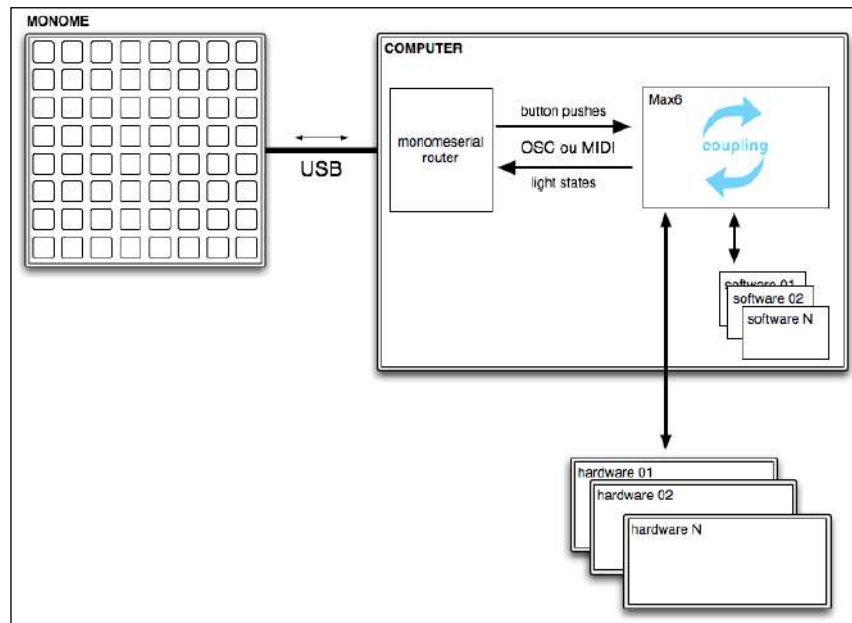 MONOME
USB
COMPUTER
monomeserial
router
button pushes
OSC ou MIDI
light states
Max6
coupling
software 01
software 02
software N
hardware 01
hardware 02
hardware N